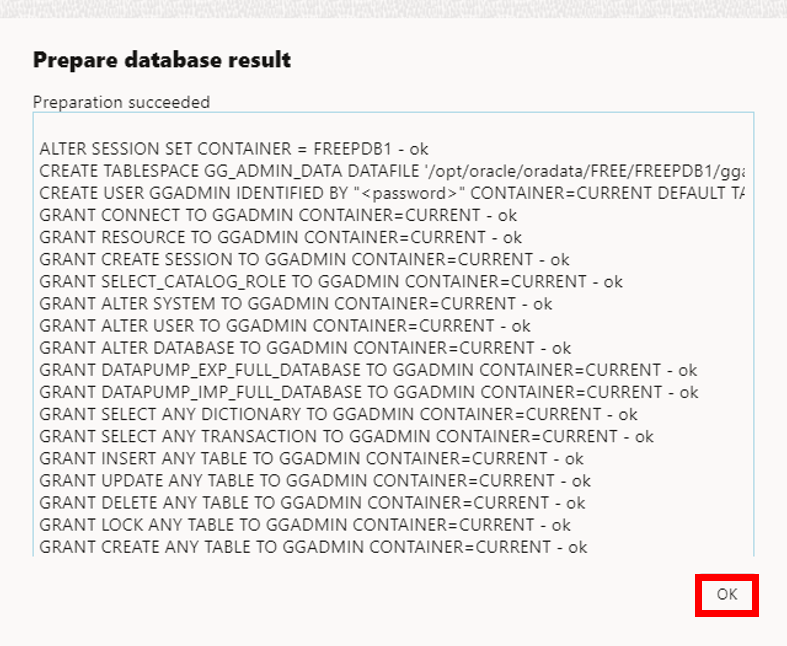 Prepare database result
Preparation succeeded
ALTER SESSION SET CONTAINER = FREEPDB1 - ok
CREATE TABLESPACE GG_ADMIN_DATA DATAFILE '/opt/oracle/oradata/FREE/FREEPDB1/gga
CREATE USER GGADMIN IDENTIFIED BY "<password>" CONTAINER=CURRENT DEFAULT TA
GRANT CONNECT TO GGADMIN CONTAINER=CURRENT - ok
GRANT RESOURCE TO GGADMIN CONTAINER=CURRENT - ok
GRANT CREATE SESSION TO GGADMIN CONTAINER=CURRENT - ok
GRANT SELECT_CATALOG_ROLE TO GGADMIN CONTAINER=CURRENT - ok
GRANT ALTER SYSTEM TO GGADMIN CONTAINER=CURRENT - ok
GRANT ALTER USER TO GGADMIN CONTAINER=CURRENT - ok
GRANT ALTER DATABASE TO GGADMIN CONTAINER=CURRENT - ok
GRANT DATAPUMP_EXP_FULL_DATABASE TO GGADMIN CONTAINER=CURRENT - ok
GRANT DATAPUMP_IMP_FULL_DATABASE TO GGADMIN CONTAINER=CURRENT - ok
GRANT SELECT ANY DICTIONARY TO GGADMIN CONTAINER=CURRENT - ok
GRANT SELECT ANY TRANSACTION TO GGADMIN CONTAINER=CURRENT - ok
GRANT INSERT ANY TABLE TO GGADMIN CONTAINER=CURRENT - ok
GRANT UPDATE ANY TABLE TO GGADMIN CONTAINER=CURRENT - ok
GRANT DELETE ANY TABLE TO GGADMIN CONTAINER=CURRENT - ok
GRANT LOCK ANY TABLE TO GGADMIN CONTAINER=CURRENT - ok
GRANT CREATE ANY TABLE TO GGADMIN CONTAINER=CURRENT - ok
OK